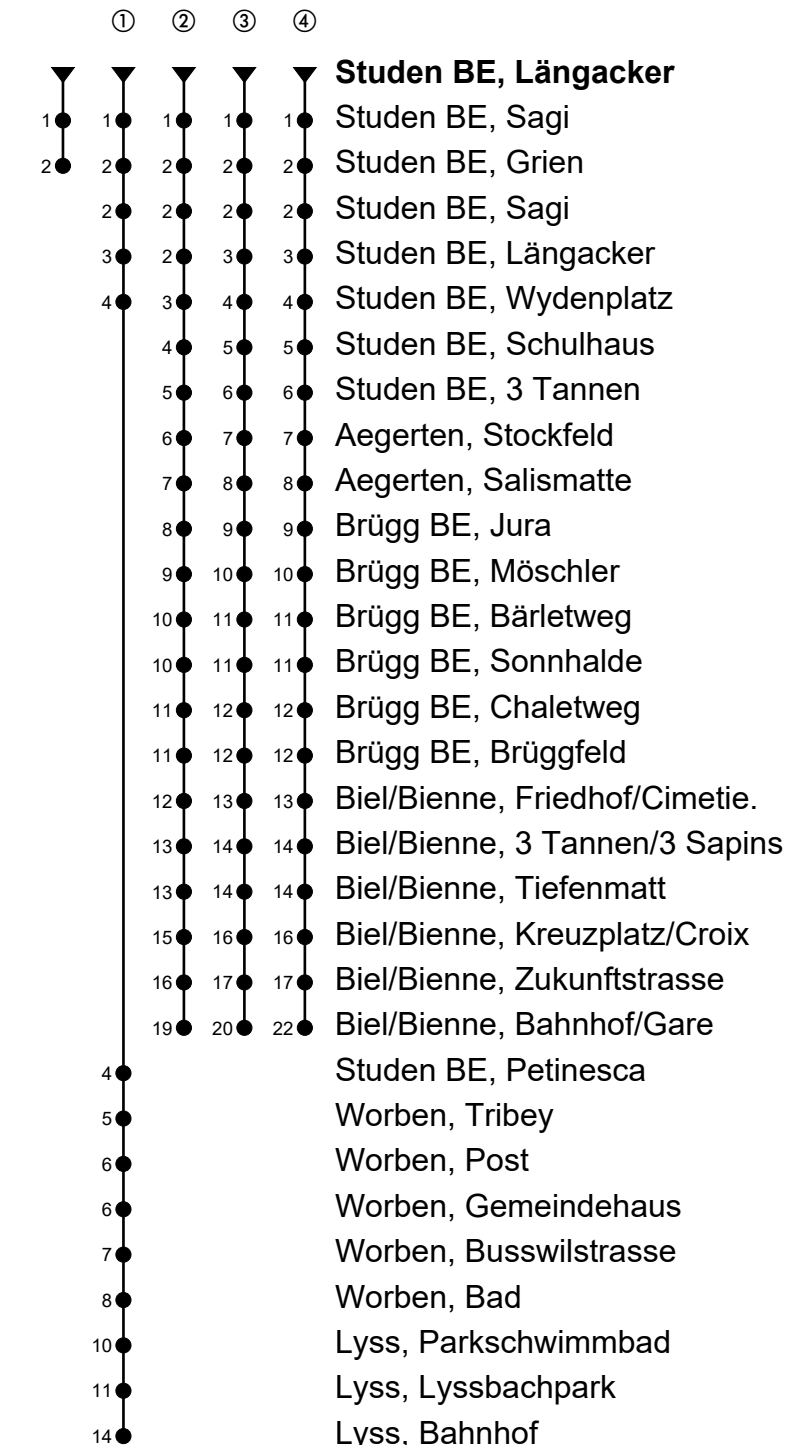 ① ② ③ ④
Studen BE, Längacker
1 1 1 1 1 Studen BE, Sagi
2 2 2 2 2 Studen BE, Grien
2 2 2 2 Studen BE, Sagi
3 2 3 3 Studen BE, Längacker
4 3 4 4 Studen BE, Wydenplatz
4 5 5 Studen BE, Schulhaus
5 6 6 Studen BE, 3 Tannen
6 7 7 Aegerten, Stockfeld
7 8 8 Aegerten, Salismatte
8 9 9 Brügg BE, Jura
9 10 10 Brügg BE, Möschler
10 11 11 Brügg BE, Bärletweg
10 11 11 Brügg BE, Sonnhalde
11 12 12 Brügg BE, Chaletweg
11 12 12 Brügg BE, Brüggfeld
12 13 13 Biel/Bienne, Friedhof/Cimetie.
13 14 14 Biel/Bienne, 3 Tannen/3 Sapins
13 14 14 Biel/Bienne, Tiefenmatt
15 16 16 Biel/Bienne, Kreuzplatz/Croix
16 17 17 Biel/Bienne, Zukunftstrasse
19 20 22 Biel/Bienne, Bahnhof/Gare
4 Studen BE, Petinesca
5 Worben, Tribey
6 Worben, Post
6 Worben, Gemeindehaus
7 Worben, Busswilstrasse
8 Worben, Bad
10 Lyss, Parkschwimmbad
11 Lyss, Lyssbachpark
14 Lyss, Bahnhof